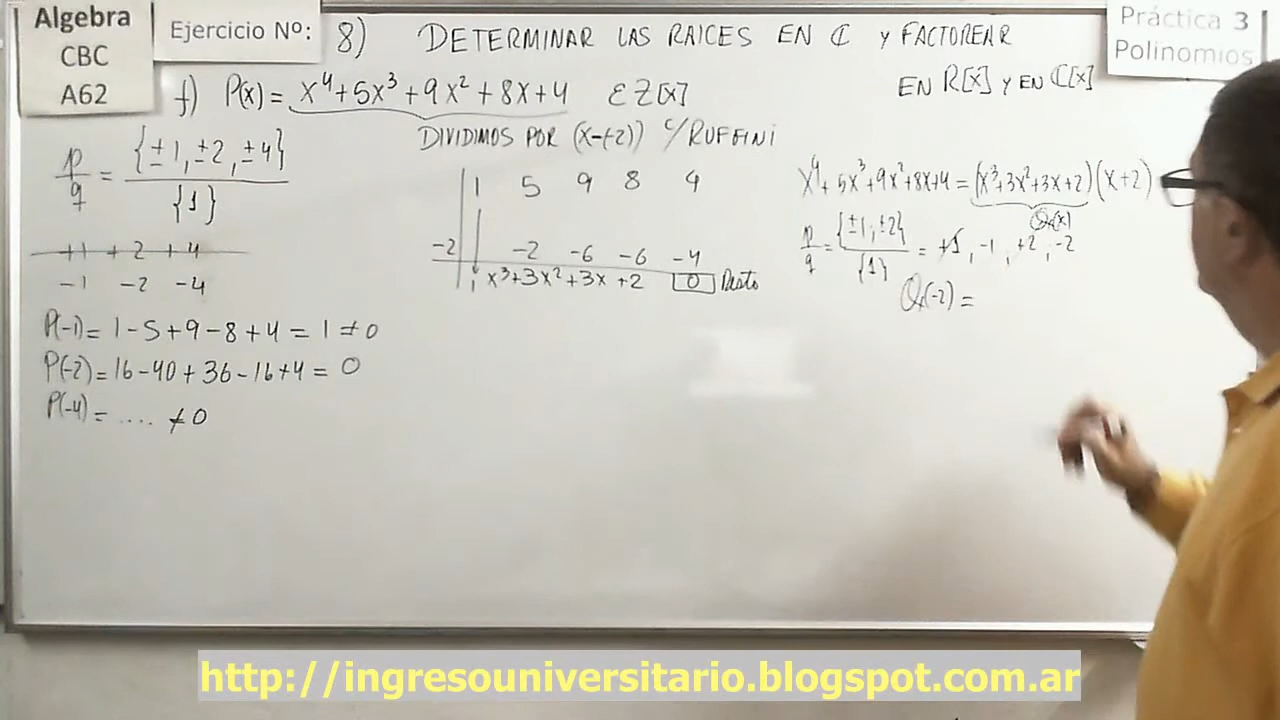 Algebra
CBC
A62
Ejercicio Nº:
8) DETERMINAR LAS RAICES EN ℂ y FACTOREAR
EN R[x] y EN ℂ[x]
Práctica 3
Polinomios
f) P(x) = x⁴+5x³+9x²+8x+4 ∈ Z[x]
p/q = {±1, ±2, ±4}/{1}
+1 +2 +4
-1 -2 -4
P(-1) = 1-5+9-8+4 = 1 ≠ 0
P(-2) = 16-40+36-16+4 = 0
P(-4) = .... ≠ 0
DIVIDIMOS POR (x-(-2)) c/RUFFINI
1 5 9 8 4
-2 -2 -6 -6 -4
1 x³+3x²+3x+2 0 Resto
x⁴+5x³+9x²+8x+4 = (x³+3x²+3x+2)(x+2)
Q(x)
p/q = {±1, ±2}/{1} = +1, -1, +2, -2
Q(-2) =
http://ingresouniversitario.blogspot.com.ar